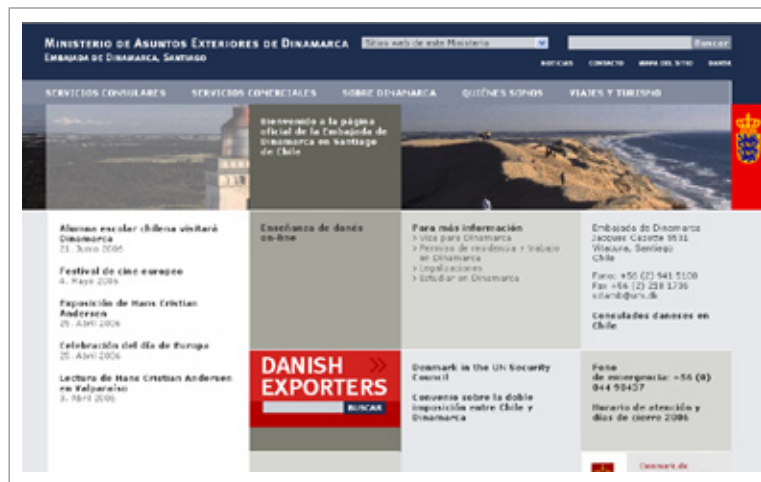 MINISTERIO DE ASUNTOS EXTERIORES DE DINAMARCA
Sitios web de este Ministerio
Buscar
EMBAJADA DE DINAMARCA, SANTIAGO
NOTICIAS CONTACTO MAPA DEL SITIO DANSK
SERVICIOS CONSULARES SERVICIOS COMERCIALES SOBRE DINAMARCA QUIÉNES SOMOS VIAJES Y TURISMO
Bienvenido a la página
oficial de la Embajada de
Dinamarca en Santiago
de Chile
Alumna escolar chilena visitará
Dinamarca
21. Junio 2006
Festival de cine europeo
4. Mayo 2006
Exposición de Hans Cristian
Andersen
25. Abril 2006
Celebración del día de Europa
25. Abril 2006
Lectura de Hans Cristian Andersen
en Valparaíso
3. Abril 2006
Enseñanza de danés
on-line
DANISH
EXPORTERS
BUSCAR
Para más información
> Visa para Dinamarca
> Permiso de residencia y trabajo
en Dinamarca
> Legalizaciones
> Estudiar en Dinamarca
Denmark in the UN Security
Council
Convenio sobre la doble
imposición entre Chile y
Dinamarca
Embajada de Dinamarca
Jacques Cazotte 5531
Vitacura, Santiago
Chile
Fono: +56 (2) 941 5100
Fax +56 (2) 218 1736
Consulados daneses en
Chile
Fono
de emergencia: +56 (0)
844 98437
Horario de atención y
días de cierre 2006
Danmark.dk